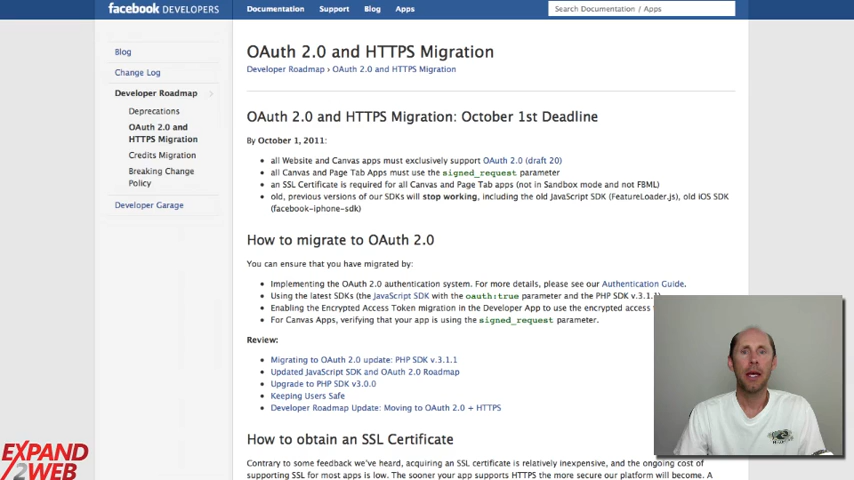 facebook DEVELOPERS
Documentation Support Blog Apps
Search Documentation / Apps
Blog
Change Log
Developer Roadmap
Deprecations
OAuth 2.0 and
HTTPS Migration
Credits Migration
Breaking Change
Policy
Developer Garage
OAuth 2.0 and HTTPS Migration
Developer Roadmap › OAuth 2.0 and HTTPS Migration
OAuth 2.0 and HTTPS Migration: October 1st Deadline
By October 1, 2011:
all Website and Canvas apps must exclusively support OAuth 2.0 (draft 20)
all Canvas and Page Tab Apps must use the signed_request parameter
an SSL Certificate is required for all Canvas and Page Tab apps (not in Sandbox mode and not FBML)
old, previous versions of our SDKs will stop working, including the old JavaScript SDK (FeatureLoader.js), old iOS SDK
(facebook-iphone-sdk)
How to migrate to OAuth 2.0
You can ensure that you have migrated by:
Implementing the OAuth 2.0 authentication system. For more details, please see our Authentication Guide.
Using the latest SDKs (the JavaScript SDK with the oauth:true parameter and the PHP SDK v.3.1.1)
Enabling the Encrypted Access Token migration in the Developer App to use the encrypted access
For Canvas Apps, verifying that your app is using the signed_request parameter.
Review:
Migrating to OAuth 2.0 update: PHP SDK v.3.1.1
Updated JavaScript SDK and OAuth 2.0 Roadmap
Upgrade to PHP SDK v3.0.0
Keeping Users Safe
Developer Roadmap Update: Moving to OAuth 2.0 + HTTPS
How to obtain an SSL Certificate
Contrary to some feedback we've heard, acquiring an SSL certificate is relatively inexpensive, and the ongoing cost of
supporting SSL for most apps is low. The sooner your app supports HTTPS the more secure our platform will become. A
EXPAND
/2WEB